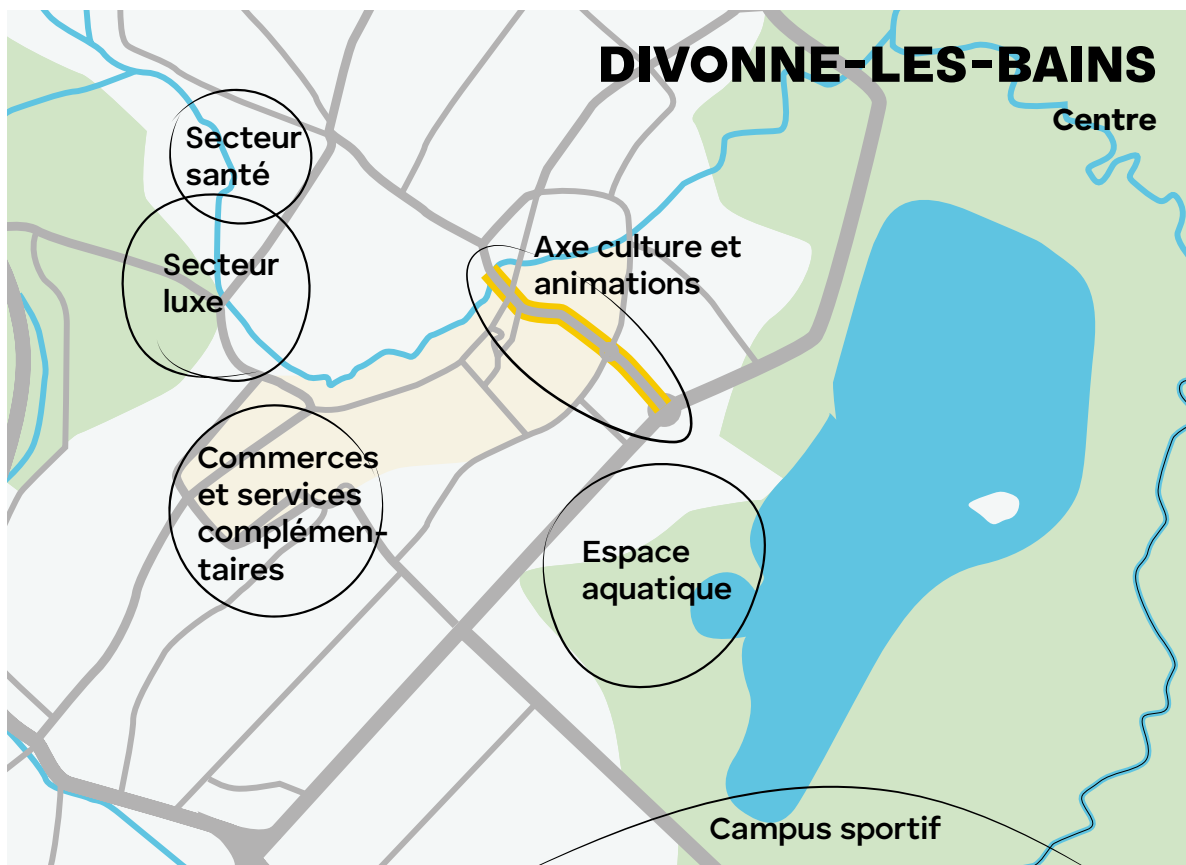 DIVONNE-LES-BAINS
Centre
Secteur
santé
Secteur
luxe
Axe culture et
animations
Commerces
et services
complémen-
taires
Espace
aquatique
Campus sportif